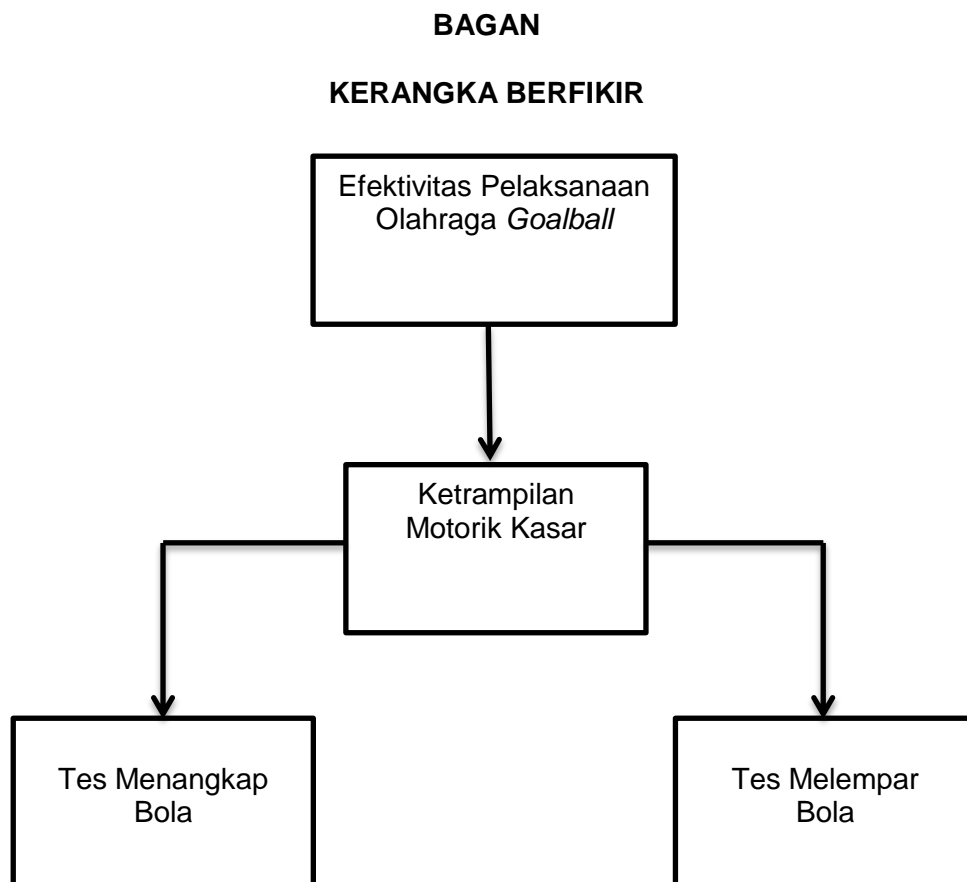 BAGAN
KERANGKA BERFIKIR
Efektivitas Pelaksanaan
Olahraga Goalball
Ketrampilan
Motorik Kasar
Tes Menangkap
Bola
Tes Melempar
Bola